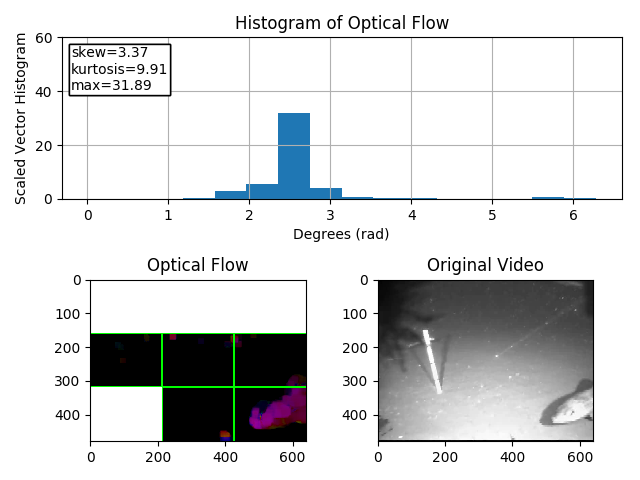 Histogram of Optical Flow
Scaled Vector Histogram
60
40
20
0
skew=3.37
kurtosis=9.91
max=31.89
0 1 2 3 4 5 6
Degrees (rad)
Optical Flow
0
100
200
300
400
0 200 400 600
Original Video
0
100
200
300
400
0 200 400 600